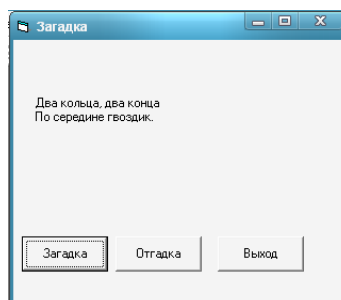 Загадка
Два кольца, два конца
По середине гвоздик.
Загадка
Отгадка
Выход